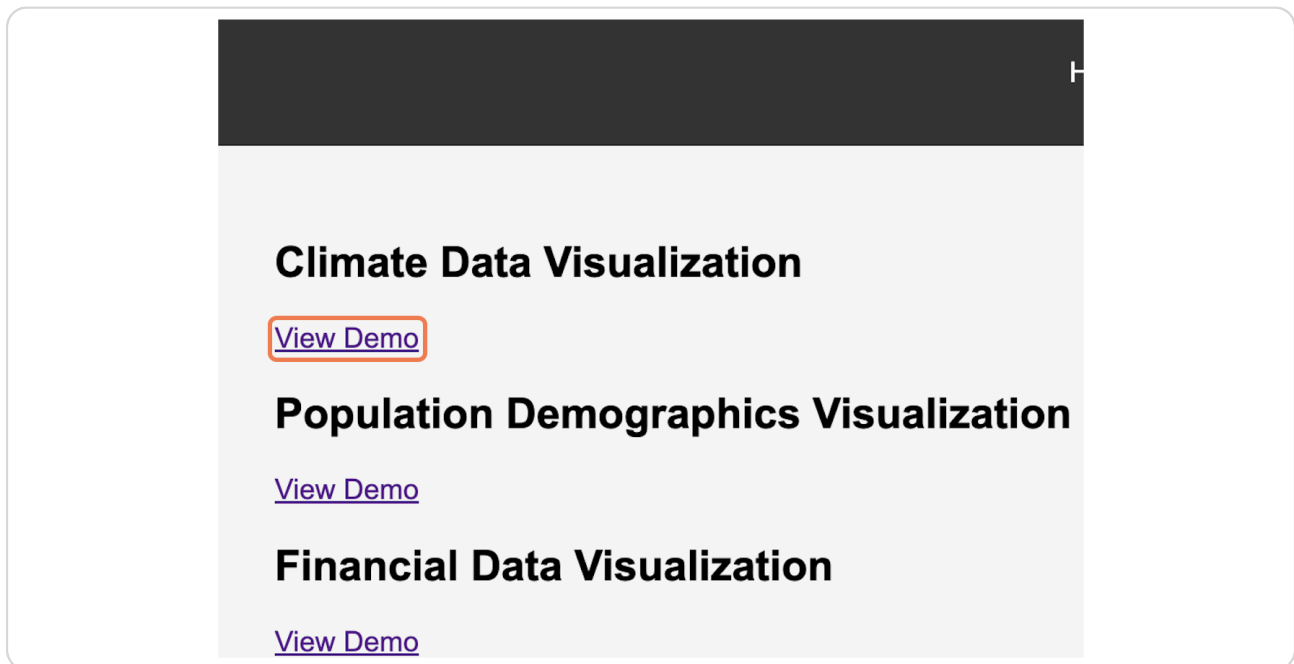 H
Climate Data Visualization
View Demo
Population Demographics Visualization
View Demo
Financial Data Visualization
View Demo